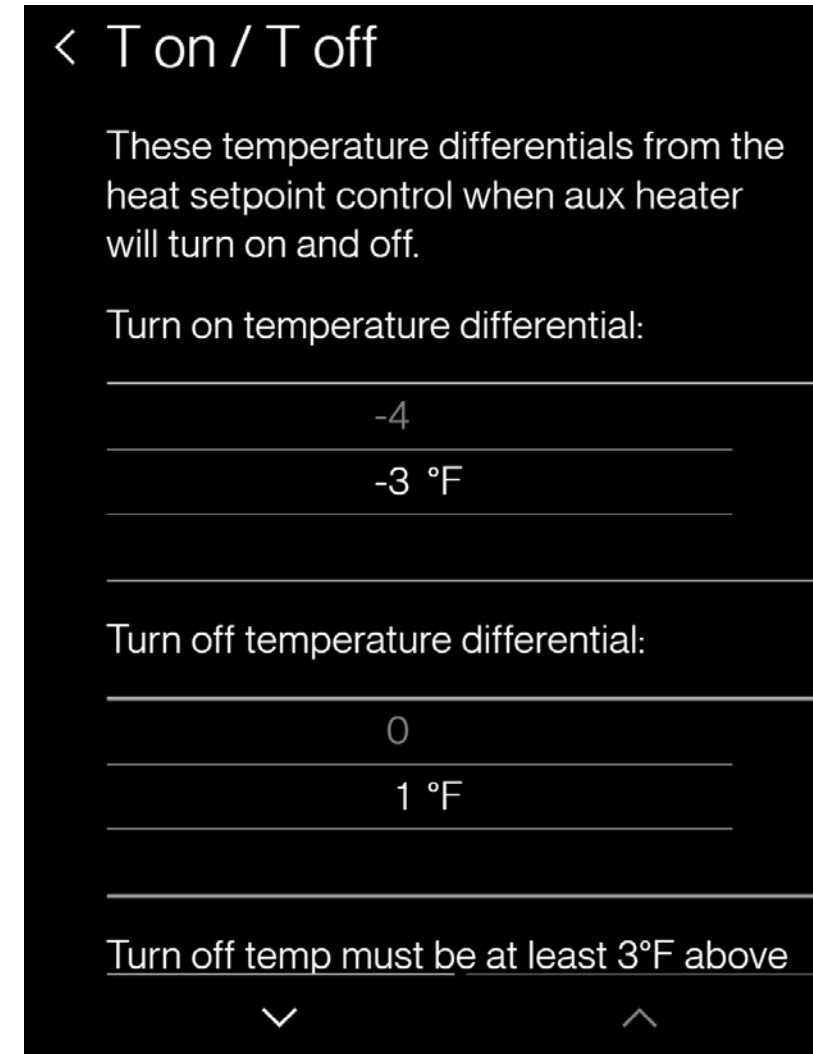 < T on / T off
These temperature differentials from the
heat setpoint control when aux heater
will turn on and off.
Turn on temperature differential:
-4
-3 °F
Turn off temperature differential:
0
1 °F
Turn off temp must be at least 3°F above